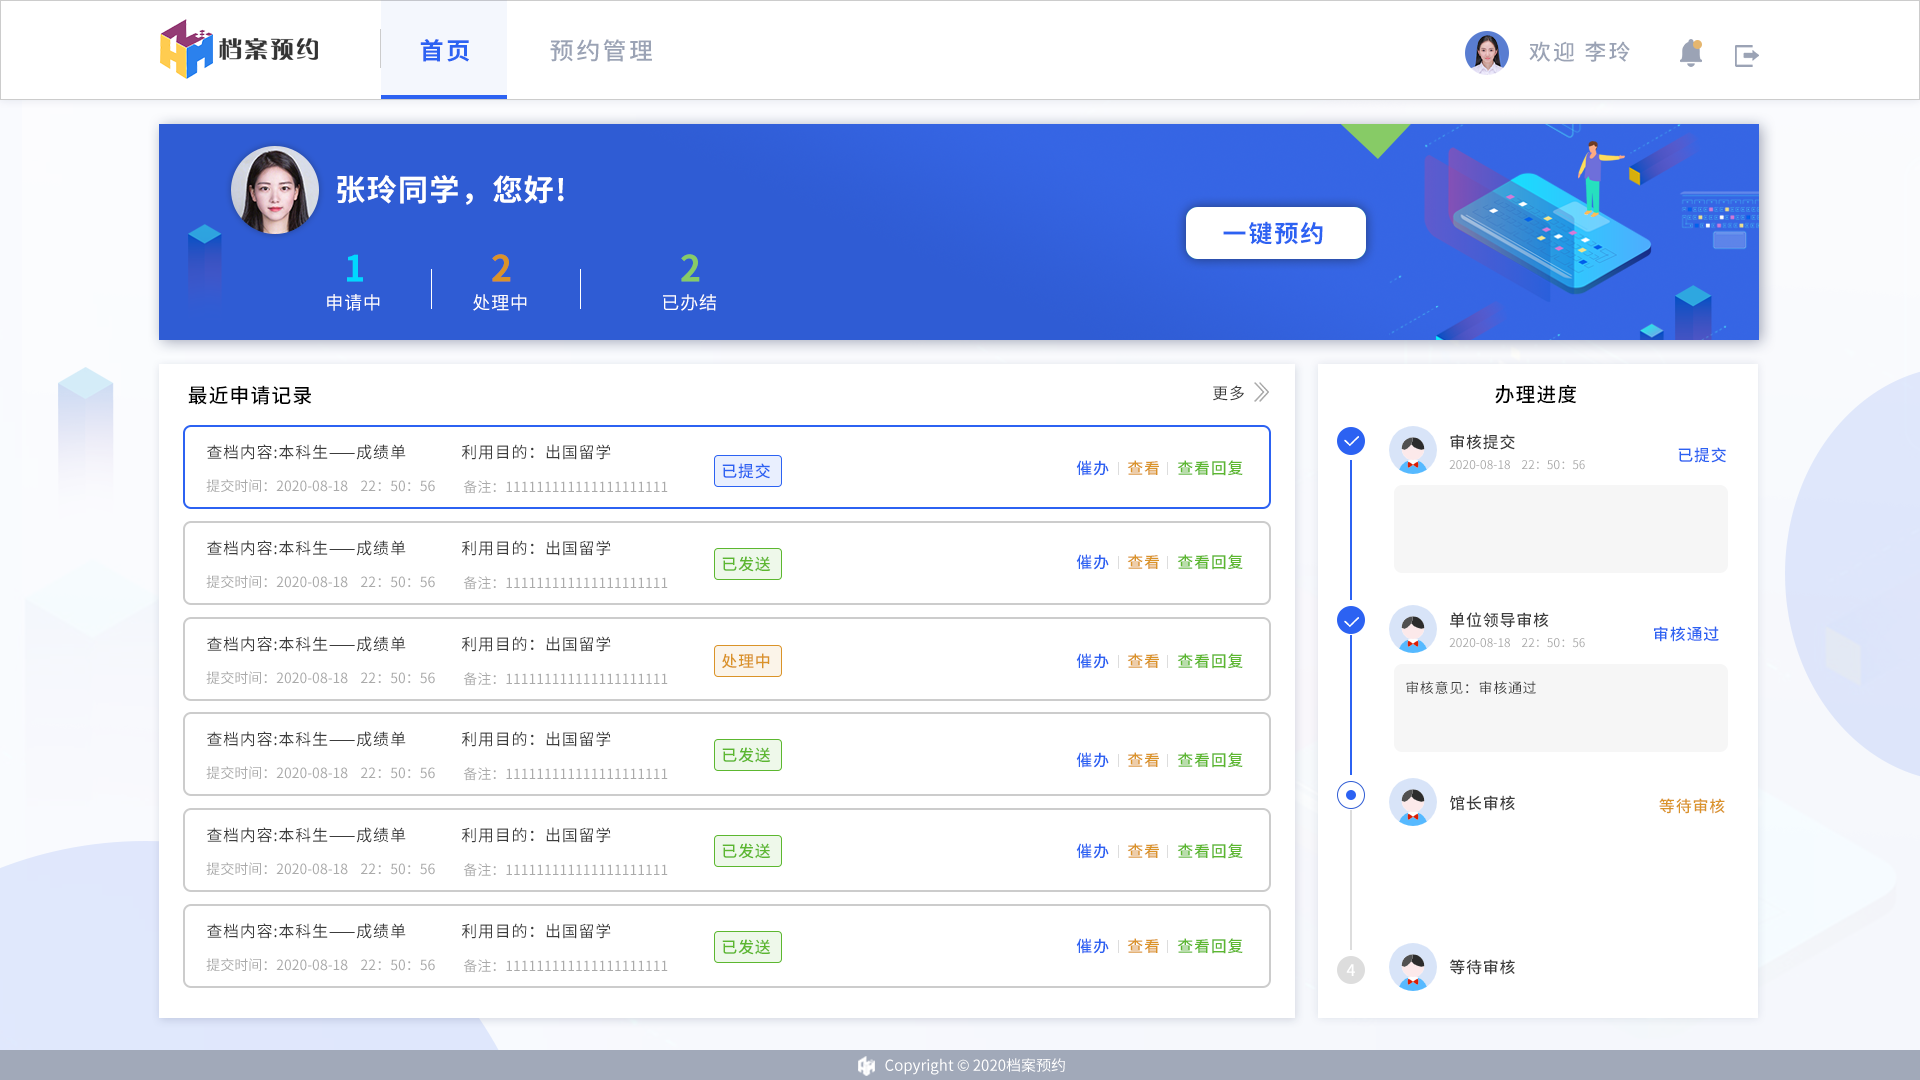 档案预约
首页
预约管理
欢迎 李玲
张玲同学，您好!
1
申请中
2
处理中
2
已办结
一键预约
最近申请记录
更多
查档内容:本科生——成绩单
利用目的：出国留学
提交时间：2020-08-18 22：50：56
备注：111111111111111111111
已提交
催办
查看
查看回复
查档内容:本科生——成绩单
利用目的：出国留学
提交时间：2020-08-18 22：50：56
备注：111111111111111111111
已发送
催办
查看
查看回复
查档内容:本科生——成绩单
利用目的：出国留学
提交时间：2020-08-18 22：50：56
备注：111111111111111111111
处理中
催办
查看
查看回复
查档内容:本科生——成绩单
利用目的：出国留学
提交时间：2020-08-18 22：50：56
备注：111111111111111111111
已发送
催办
查看
查看回复
查档内容:本科生——成绩单
利用目的：出国留学
提交时间：2020-08-18 22：50：56
备注：111111111111111111111
已发送
催办
查看
查看回复
查档内容:本科生——成绩单
利用目的：出国留学
提交时间：2020-08-18 22：50：56
备注：111111111111111111111
已发送
催办
查看
查看回复
办理进度
审核提交
2020-08-18 22：50：56
已提交
单位领导审核
2020-08-18 22：50：56
审核通过
审核意见：审核通过
馆长审核
等待审核
4
等待审核
Copyright © 2020档案预约